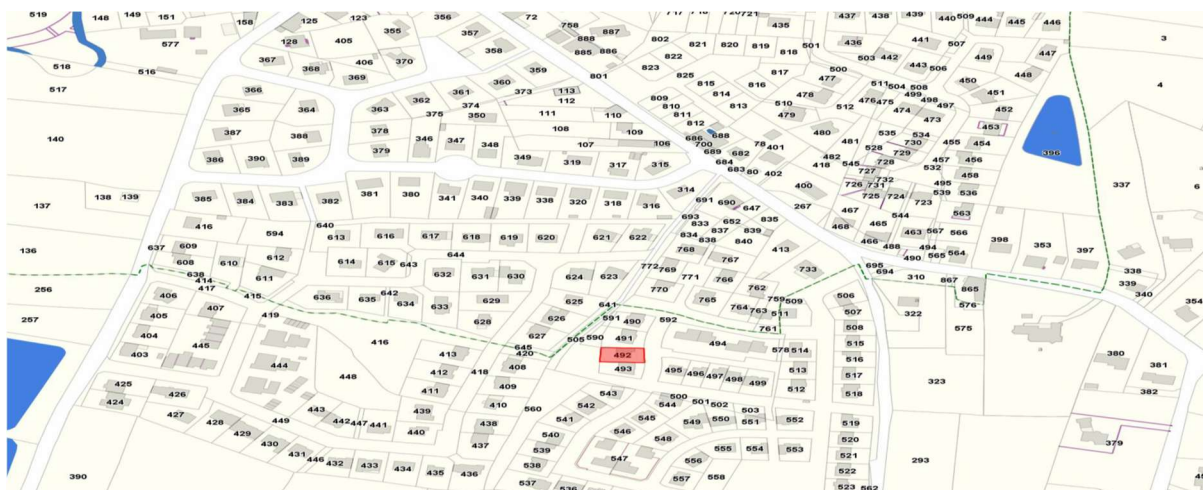 519 148 149 151 158 125 123 356 72 758 887 717 718 720 721 435 437 438 439 440 509 444 445 446
577 128 405 355 357 888 802 821 820 819 818 501 436 441 507 447 3
518 516 367 368 406 370 358 885 886 822 503 442 449
517 369 359 801 823 817 500 443 506 448 4
366 360 825 815 816 477 511 504 508 450
362 361 373 113 814 478 499 451
365 364 363 374 112 809 813 510 512 476 475 498 497 452
140 375 350 111 110 810 811 479 474 473 453
387 388 378 346 347 348 108 109 812 480 535 534 455 454
386 390 389 379 349 107 106 686 688 78 401 481 528 730 396
319 317 315 700 689 682 482 729 457 456
684 418 545 728 532 458
683 80 402 727 732 337 6
138 139 385 384 383 382 381 380 341 340 339 338 320 318 316 314 400 726 731 495 539 536
137 691 690 647 267 725 724 723
416 594 640 693 652 835 467 544 563
136 637 609 613 616 617 618 619 620 621 622 833 837 839 468 465 463 567 566 398 353 397
608 610 612 644 834 838 840 466 488 494 565
638 611 614 615 643 768 767 413 490 564
256 414 417 632 631 630 624 623 772 769 733 695 694 310 867 338
406 407 415 636 635 642 634 629 625 771 766 865 339
257 405 419 633 770 762 506 576 340 354
404 445 416 628 626 641 765 764 759 509 507 322 575
403 627 591 490 592 763 511 508
413 645 505 590 491 494 761 515
425 444 448 412 418 420 492 578 514 516 380
424 426 411 408 493 495 496 497 498 499 513 517 323 381
427 443 409 543 512 518 382
428 449 442 447 441 439 410 560 542 500 501 502
429 440 438 541 544 503 552 519
430 437 540 545 549 550 551 520 379
431 446 432 433 434 435 436 539 546 548 555 554 553 521 293
390 538 547 556 522
537 536 557 558 523 562